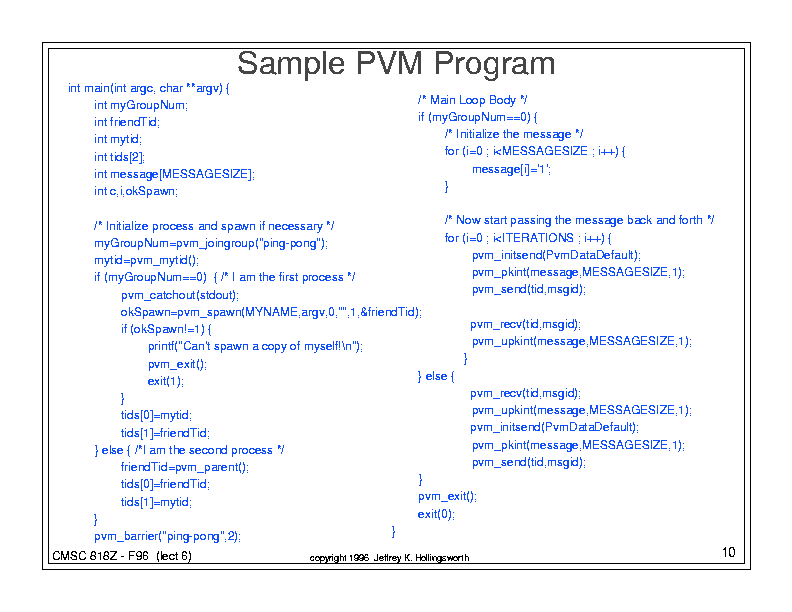 Sample PVM Program
int main(int argc, char **argv) {
int myGroupNum;
int friendTid;
int mytid;
int tids[2];
int message[MESSAGESIZE];
int c,i,okSpawn;
/* Initialize process and spawn if necessary */
myGroupNum=pvm_joingroup("ping-pong");
mytid=pvm_mytid();
if (myGroupNum==0) { /* I am the first process */
pvm_catchout(stdout);
okSpawn=pvm_spawn(MYNAME,argv,0,"",1,&friendTid);
if (okSpawn!=1) {
printf("Can't spawn a copy of myself!\n");
pvm_exit();
exit(1);
}
tids[0]=mytid;
tids[1]=friendTid;
} else { /*I am the second process */
friendTid=pvm_parent();
tids[0]=friendTid;
tids[1]=mytid;
}
pvm_barrier("ping-pong",2);
/* Main Loop Body */
if (myGroupNum==0) {
/* Initialize the message */
for (i=0 ; i<MESSAGESIZE ; i++) {
message[i]='1';
}
/* Now start passing the message back and forth */
for (i=0 ; i<ITERATIONS ; i++) {
pvm_initsend(PvmDataDefault);
pvm_pkint(message,MESSAGESIZE,1);
pvm_send(tid,msgid);
pvm_recv(tid,msgid);
pvm_upkint(message,MESSAGESIZE,1);
}
} else {
pvm_recv(tid,msgid);
pvm_upkint(message,MESSAGESIZE,1);
pvm_initsend(PvmDataDefault);
pvm_pkint(message,MESSAGESIZE,1);
pvm_send(tid,msgid);
}
pvm_exit();
exit(0);
}
CMSC 818Z - F96 (lect 6)
copyright 1996 Jeffrey K. Hollingsworth
10